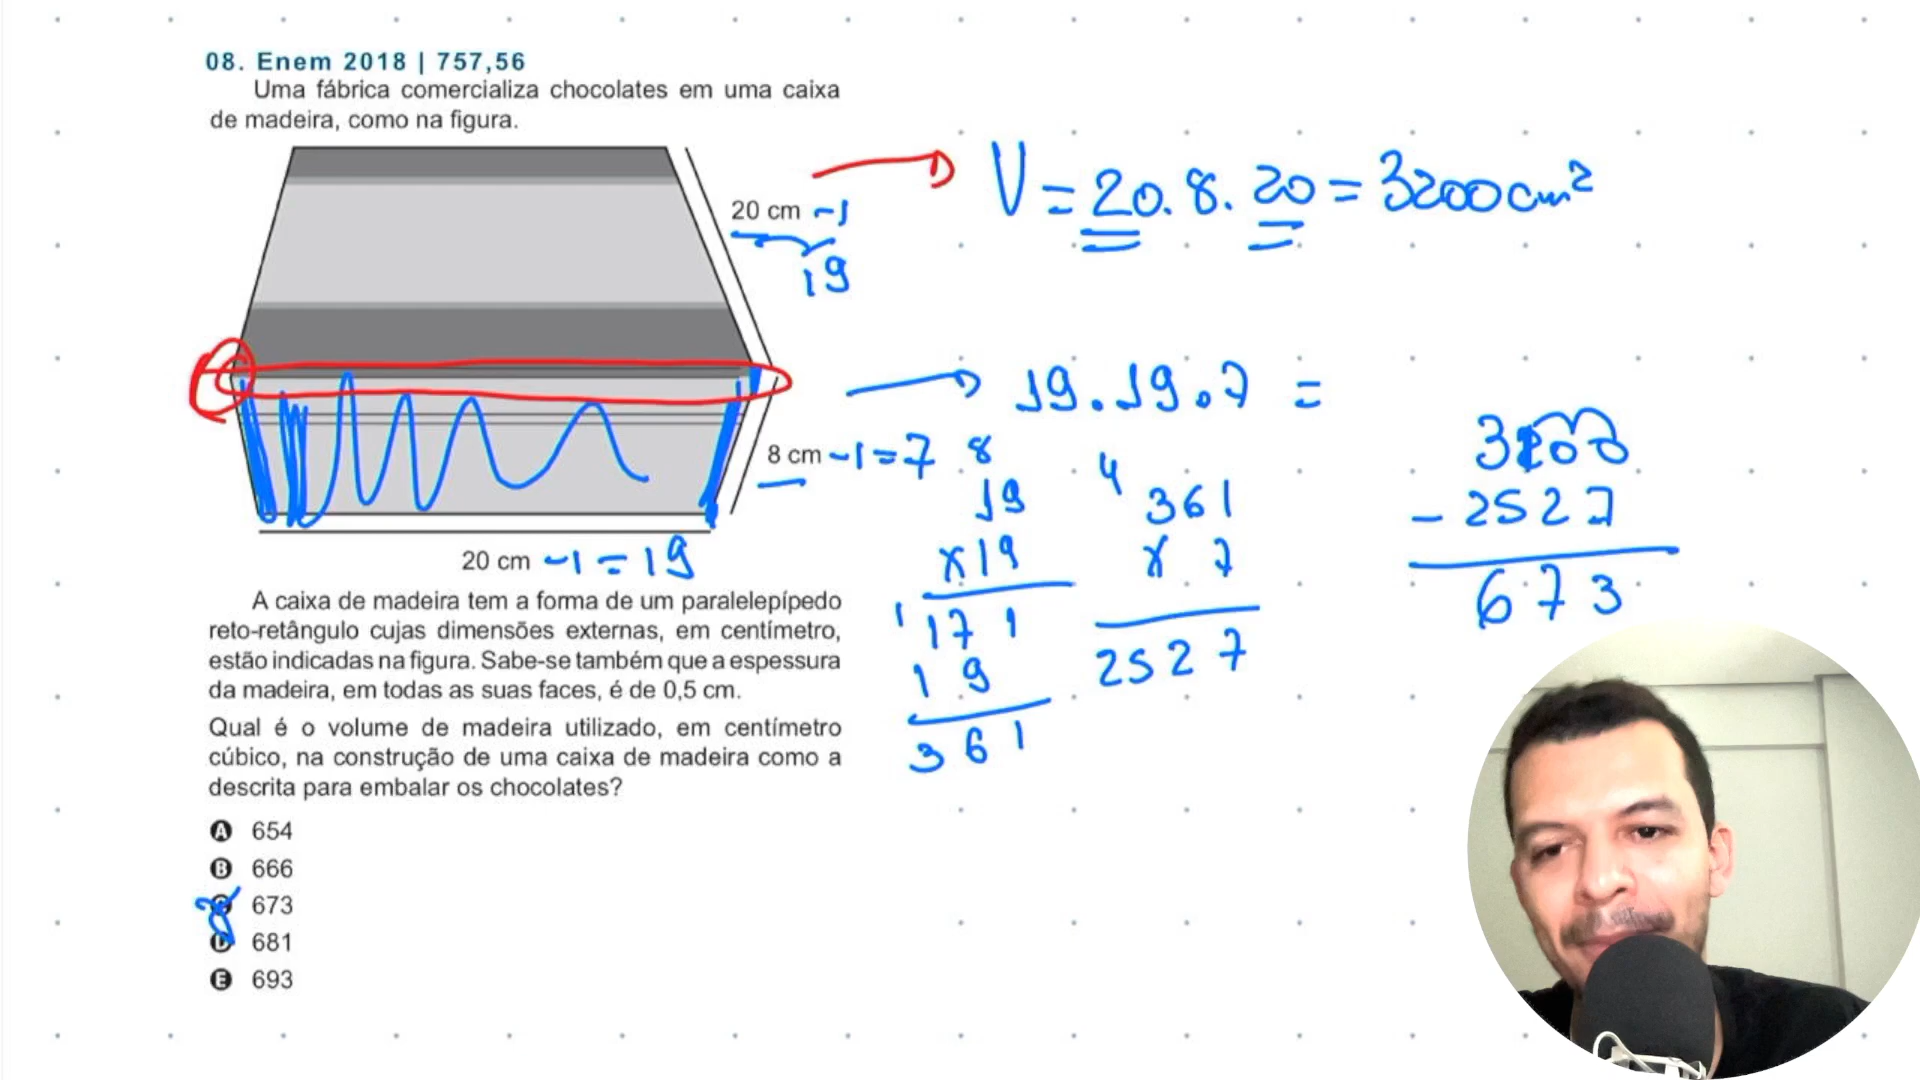 08. Enem 2018 | 757,56
Uma fábrica comercializa chocolates em uma caixa
de madeira, como na figura.
20 cm -1
19
8 cm -1=7
20 cm -1 = 19
A caixa de madeira tem a forma de um paralelepípedo
reto-retângulo cujas dimensões externas, em centímetro,
estão indicadas na figura. Sabe-se também que a espessura
da madeira, em todas as suas faces, é de 0,5 cm.
Qual é o volume de madeira utilizado, em centímetro
cúbico, na construção de uma caixa de madeira como a
descrita para embalar os chocolates?
A 654
B 666
673
D 681
E 693
V = 20. 8. 20 = 3200 cm²
19.19.7 =
8
19
x19
1
171
19
361
4
361
x 7
2527
3200
- 2527
673